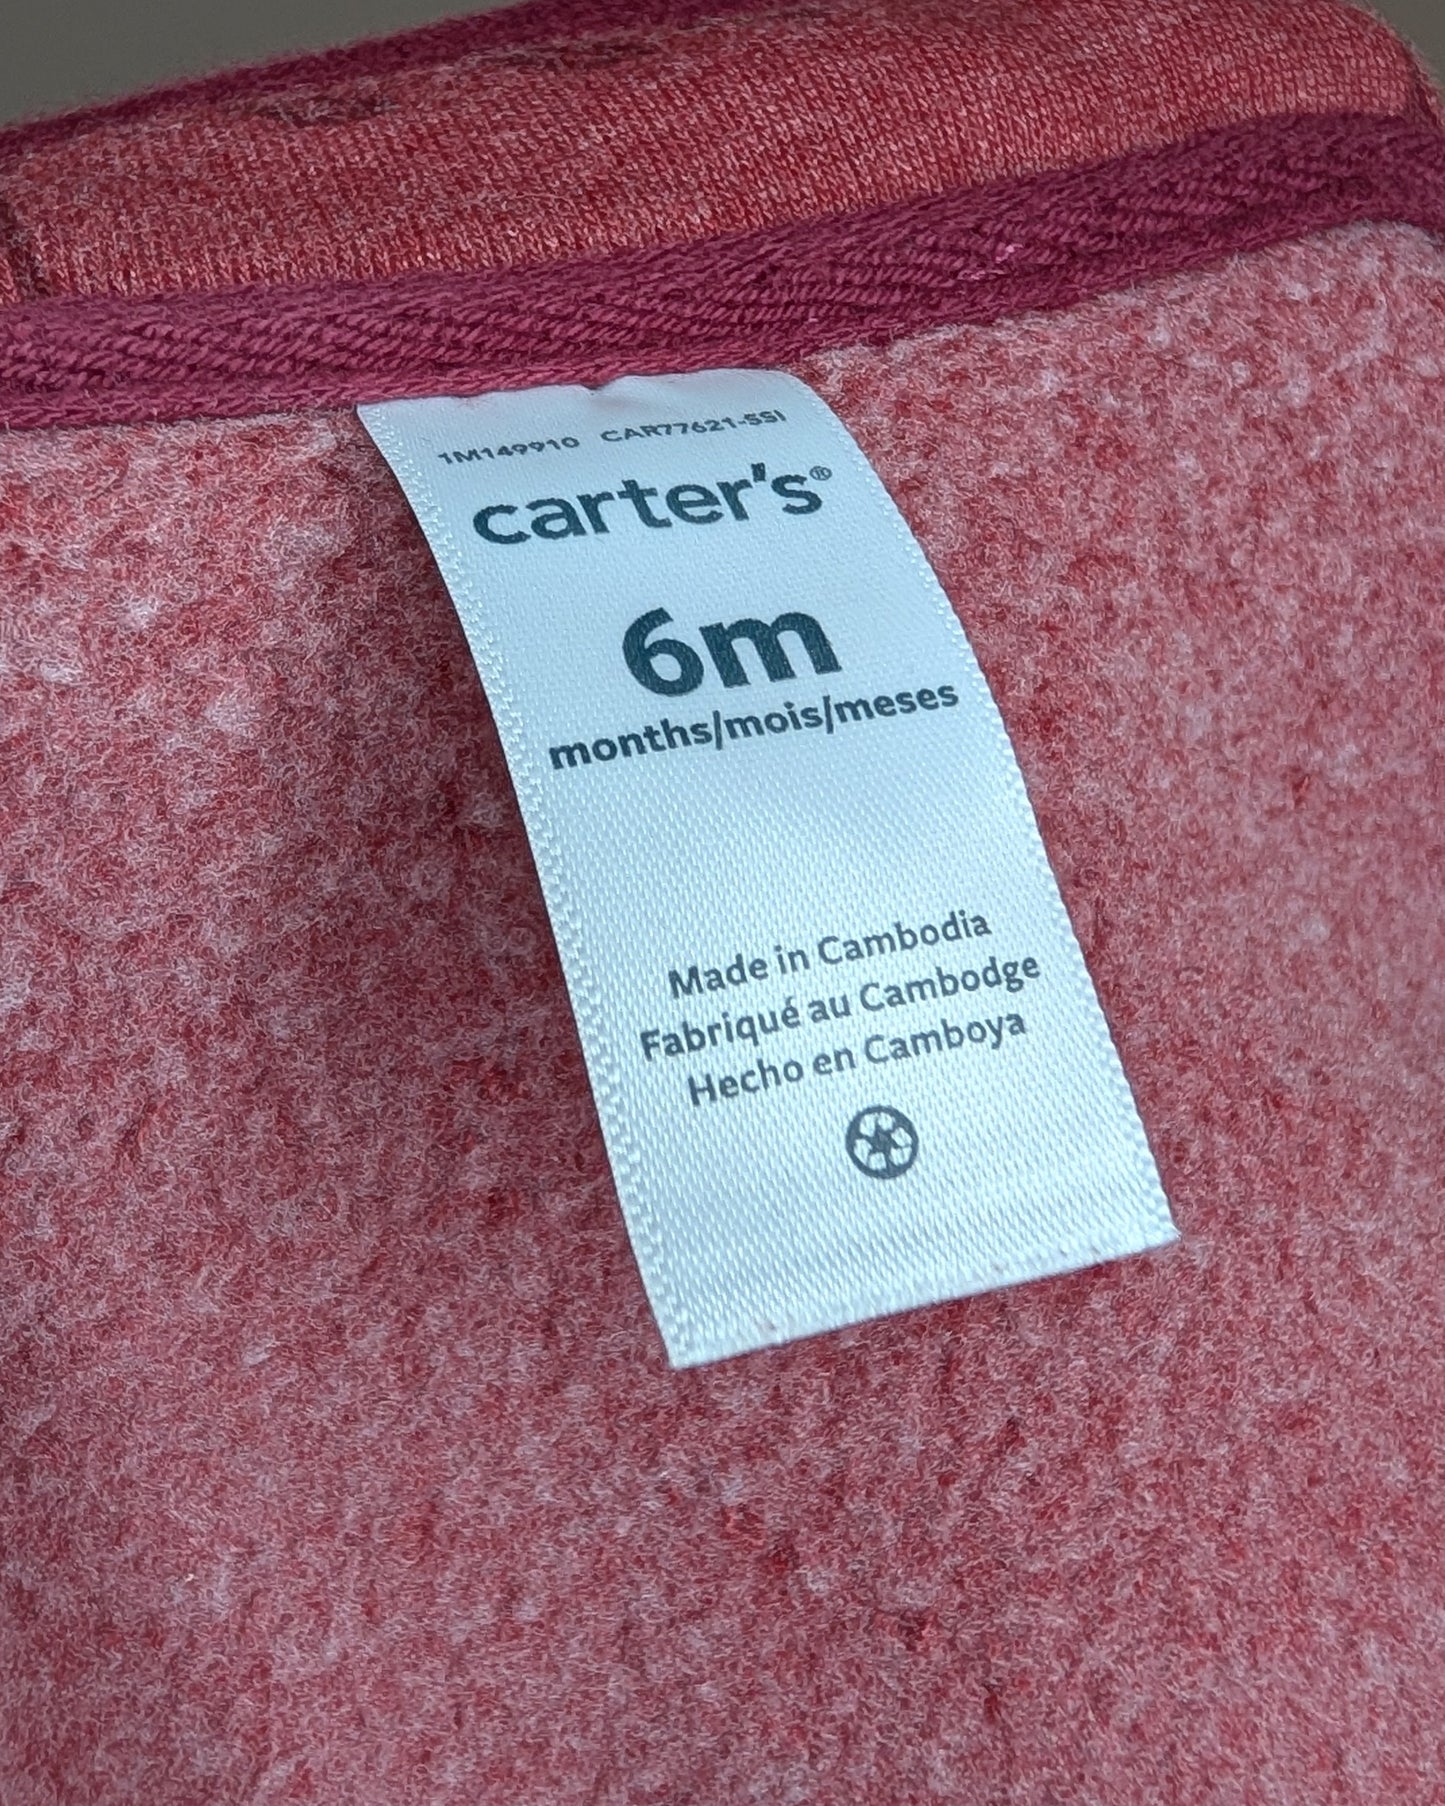 1M149910 CAR77621-SSI
carter's®
6m
months/mois/meses
Made in Cambodia
Fabriqué au Cambodge
Hecho en Camboya